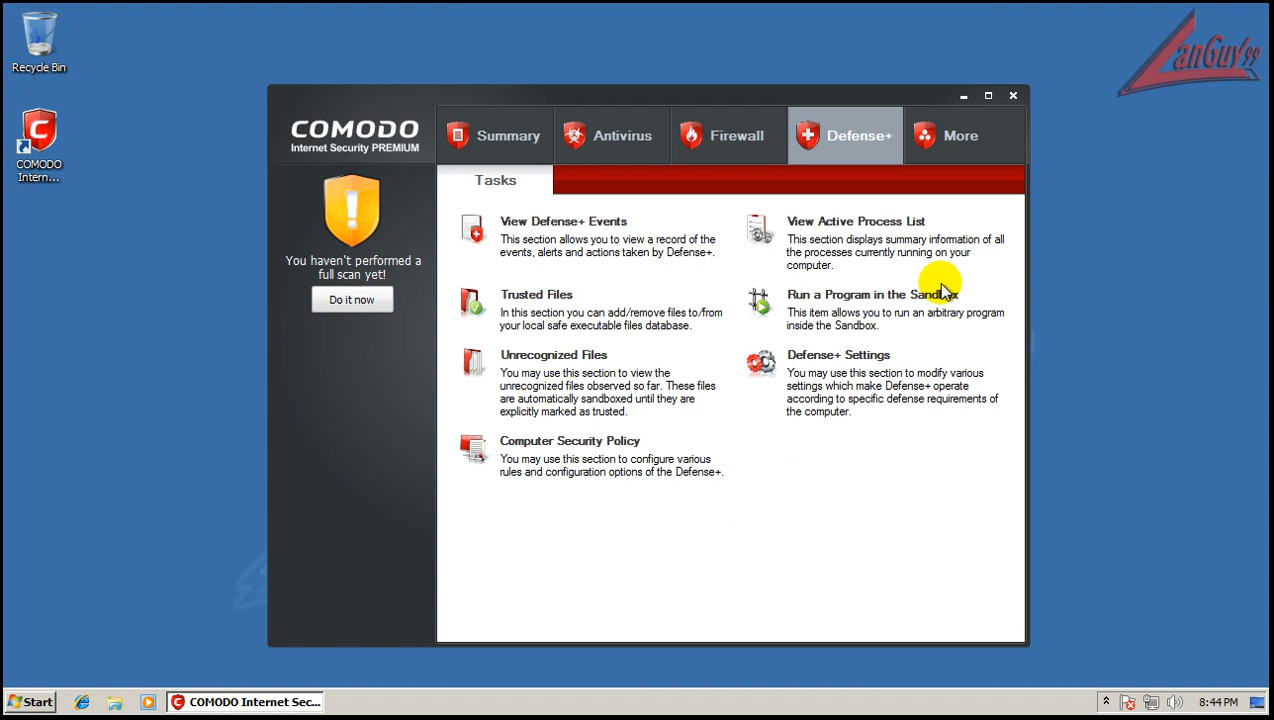 LanGuy99
Recycle Bin
COMODO
Intern...
COMODO
Internet Security PREMIUM
Summary
Antivirus
Firewall
Defense+
More
You haven't performed a
full scan yet!
Do it now
Tasks
View Defense+ Events
This section allows you to view a record of the
events, alerts and actions taken by Defense+.
Trusted Files
In this section you can add/remove files to/from
your local safe executable files database.
Unrecognized Files
You may use this section to view the
unrecognized files observed so far. These files
are automatically sandboxed until they are
explicitly marked as trusted.
Computer Security Policy
You may use this section to configure various
rules and configuration options of the Defense+.
View Active Process List
This section displays summary information of all
the processes currently running on your
computer.
Run a Program in the Sandbox
This item allows you to run an arbitrary program
inside the Sandbox.
Defense+ Settings
You may use this section to modify various
settings which make Defense+ operate
according to specific defense requirements of
the computer.
Start
COMODO Internet Sec...
8:44 PM